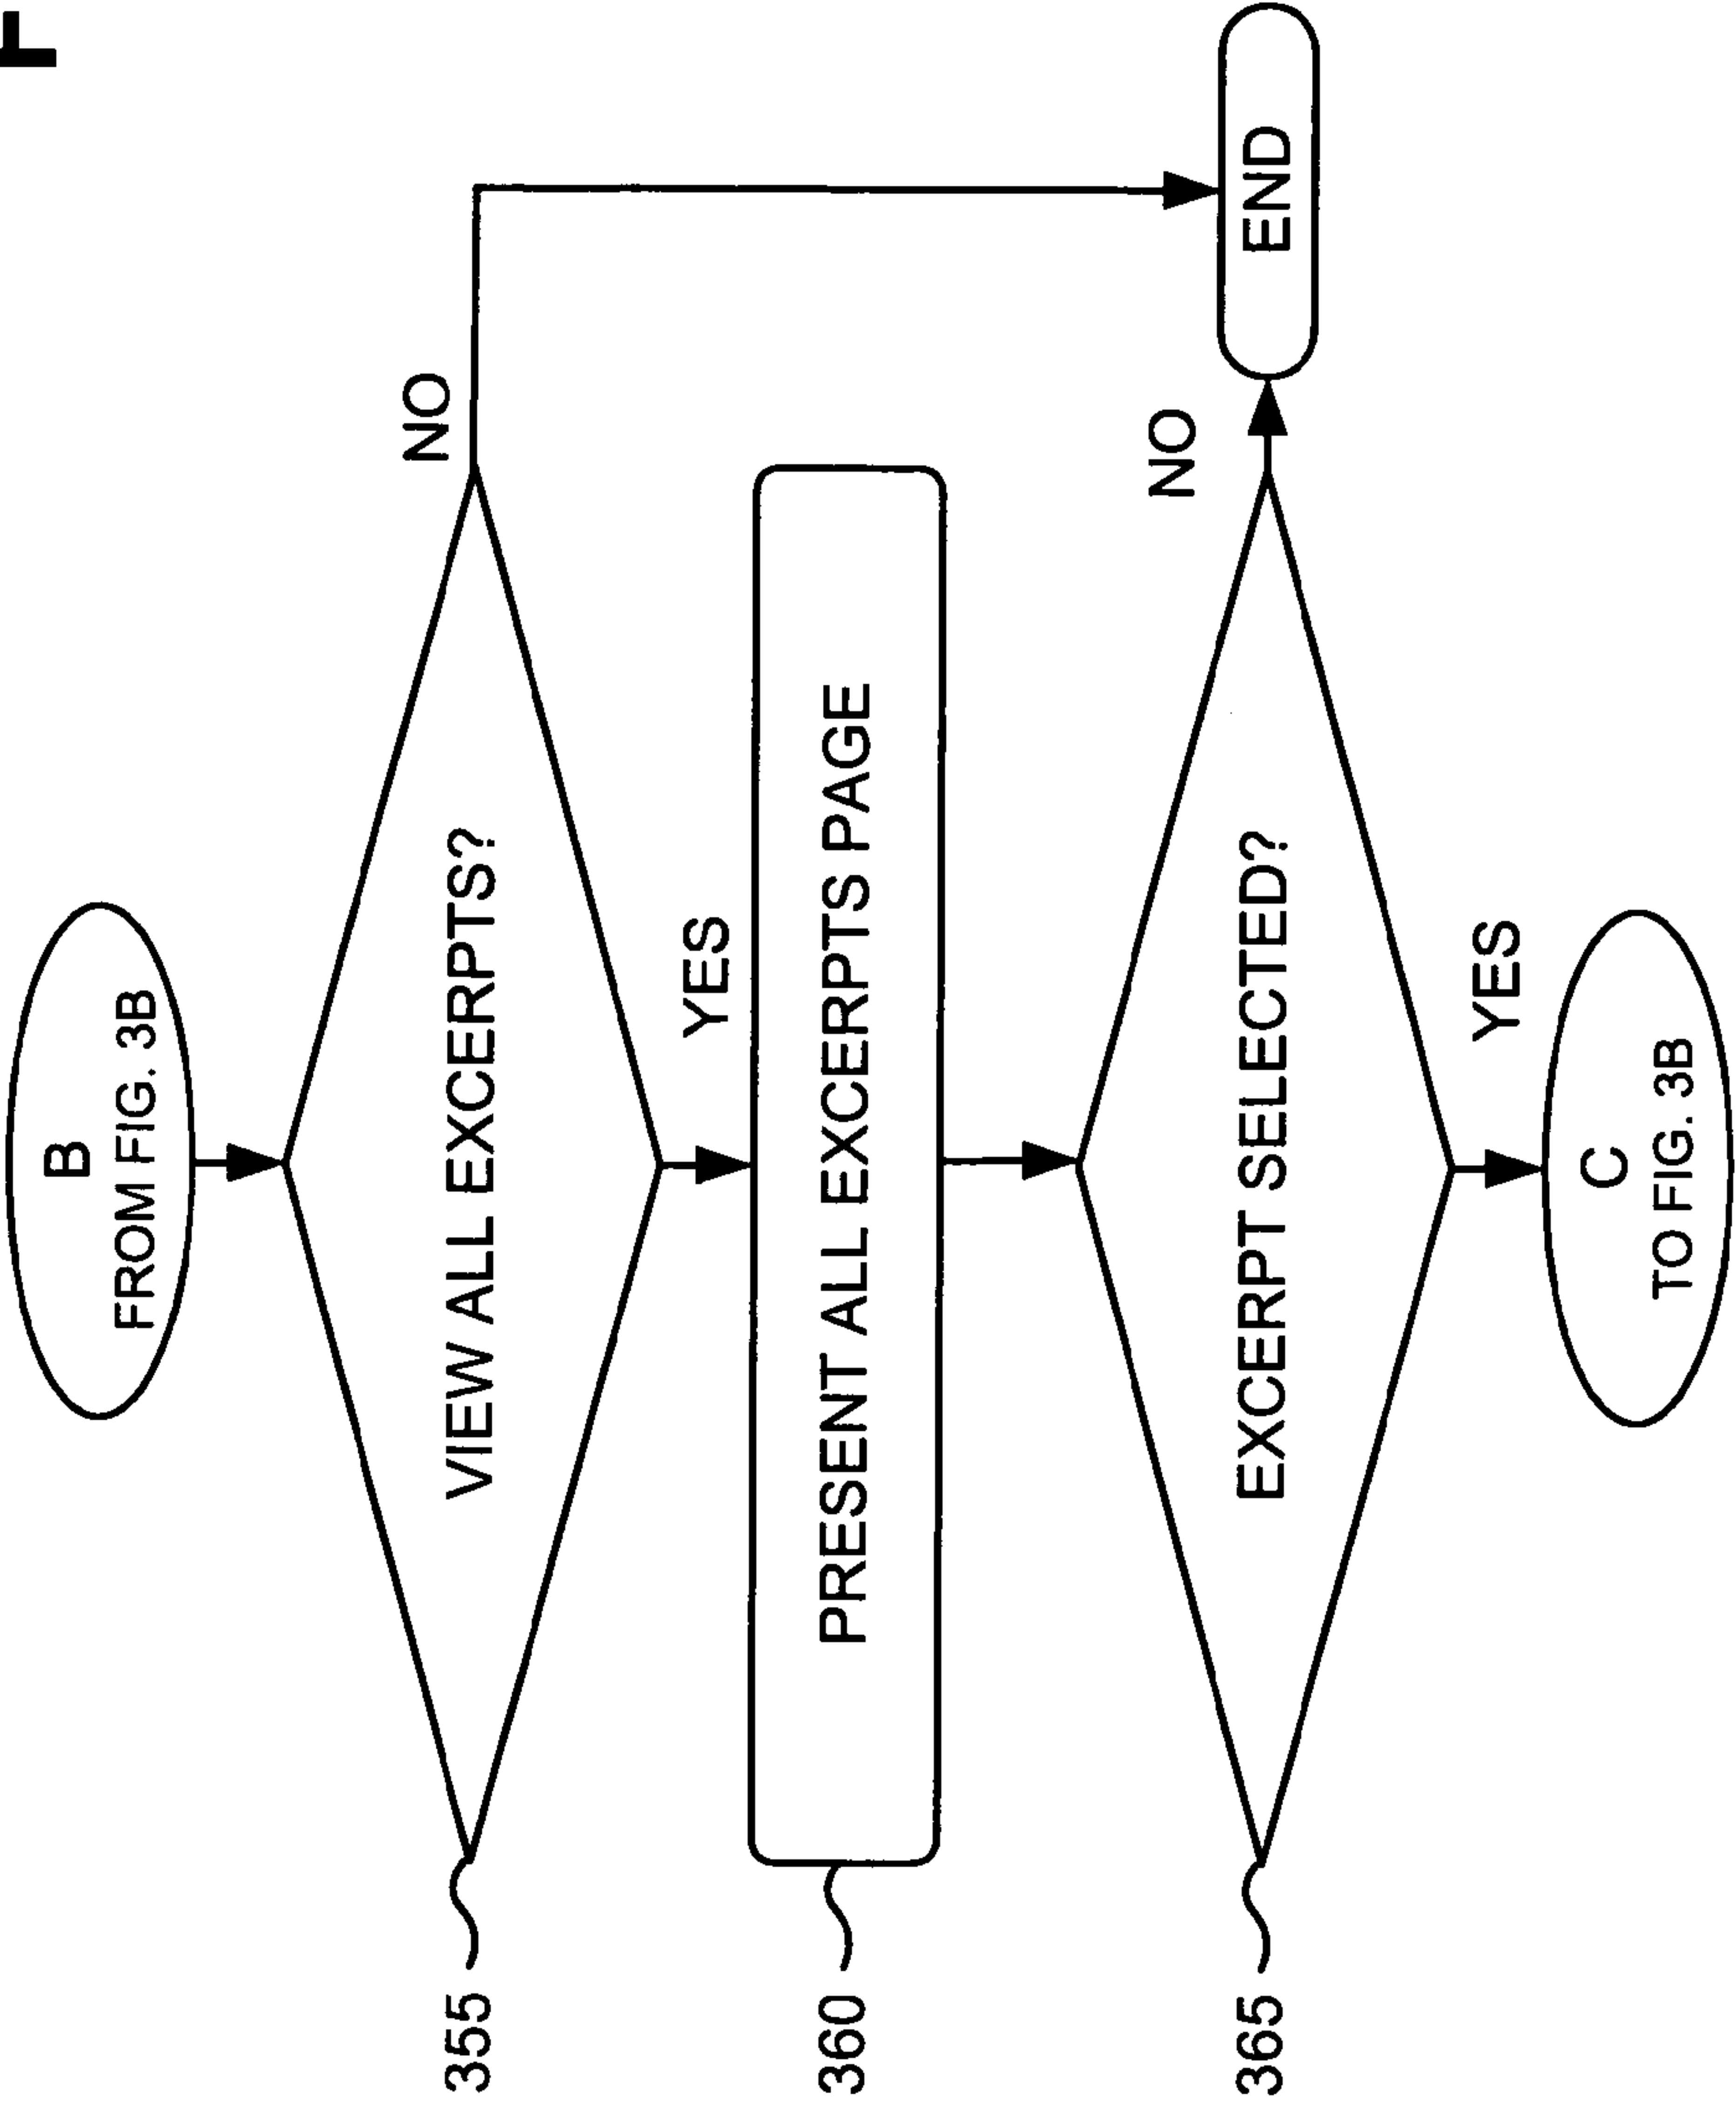 B
FROM FIG. 3B
355
VIEW ALL EXCERPTS?
NO
YES
360
PRESENT ALL EXCERPTS PAGE
365
EXCERPT SELECTED?
NO
END
YES
C
TO FIG. 3B